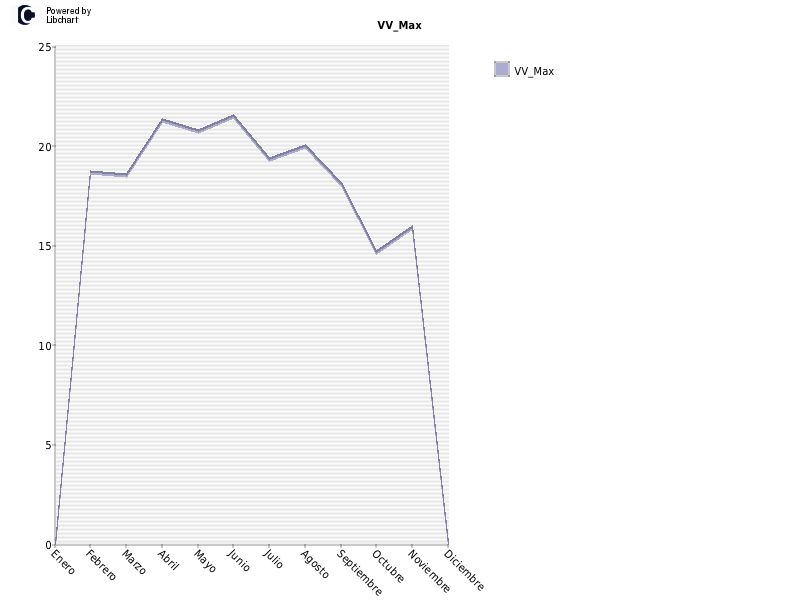 Powered by
Libchart
VV_Max
VV_Max
25
20
15
10
5
0
Enero
Febrero
Marzo
Abril
Mayo
Junio
Julio
Agosto
Septiembre
Octubre
Noviembre
Diciembre